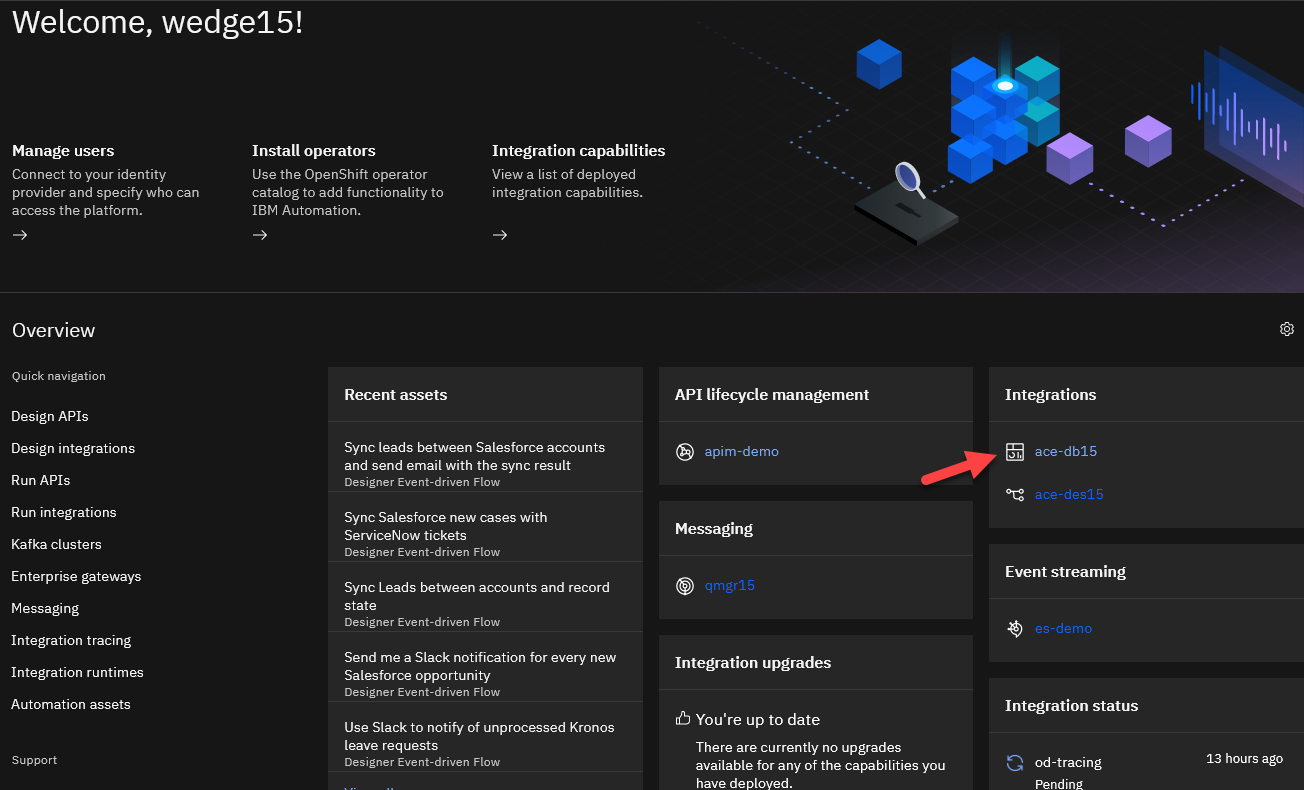 Welcome, wedge15!
Manage users
Connect to your identity
provider and specify who can
access the platform.
Install operators
Use the OpenShift operator
catalog to add functionality to
IBM Automation.
Integration capabilities
View a list of deployed
integration capabilities.
Overview
Quick navigation
Design APIs
Design integrations
Run APIs
Run integrations
Kafka clusters
Enterprise gateways
Messaging
Integration tracing
Integration runtimes
Automation assets
Support
Recent assets
Sync leads between Salesforce accounts
and send email with the sync result
Designer Event-driven Flow
Sync Salesforce new cases with
ServiceNow tickets
Designer Event-driven Flow
Sync Leads between accounts and record
state
Designer Event-driven Flow
Send me a Slack notification for every new
Salesforce opportunity
Designer Event-driven Flow
Use Slack to notify of unprocessed Kronos
leave requests
Designer Event-driven Flow
API lifecycle management
apim-demo
Messaging
qmgr15
Integration upgrades
You're up to date
There are currently no upgrades
available for any of the capabilities you
have deployed.
Integrations
ace-db15
ace-des15
Event streaming
es-demo
Integration status
od-tracing
13 hours ago
Pending